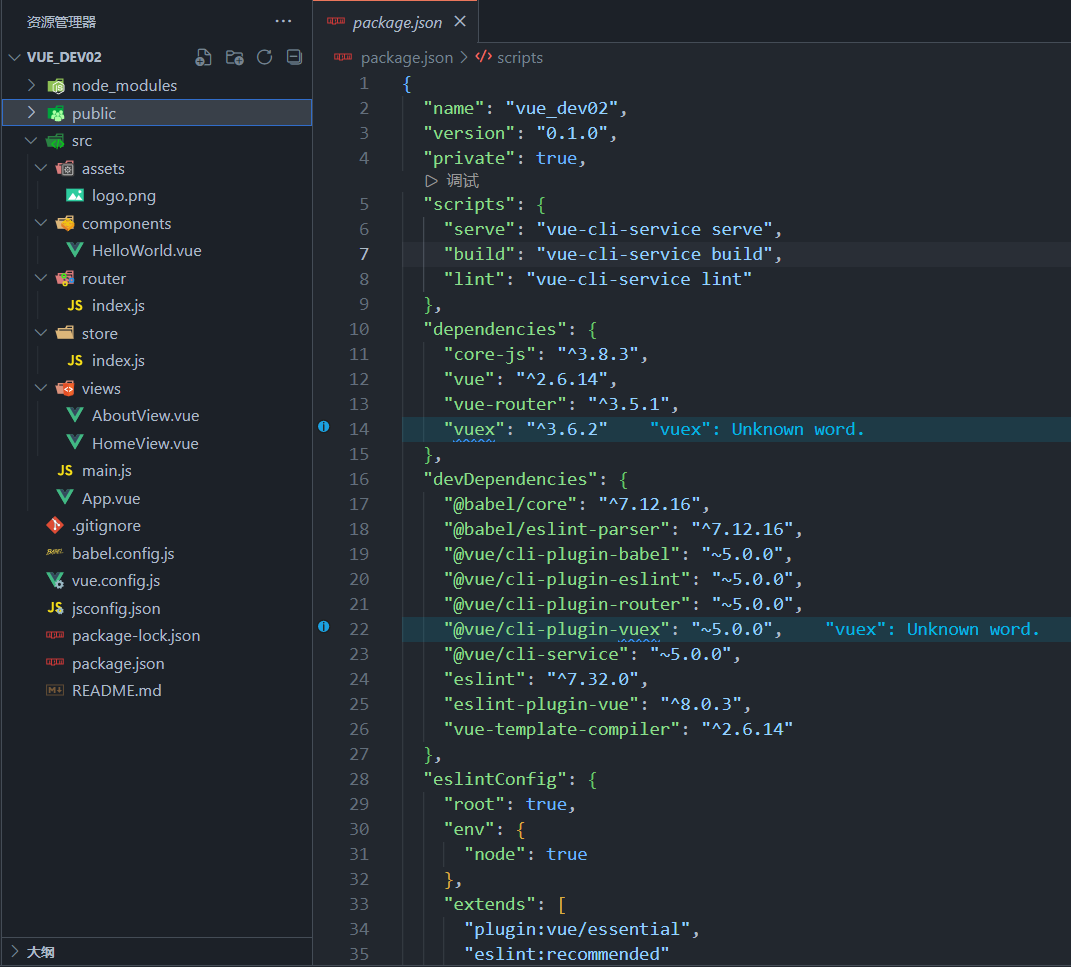 资源管理器 ···
VUE_DEV02
node_modules
public
src
assets
logo.png
components
HelloWorld.vue
router
JS index.js
store
JS index.js
views
AboutView.vue
HomeView.vue
JS main.js
App.vue
.gitignore
babel.config.js
vue.config.js
JS jsconfig.json
package-lock.json
package.json
README.md
大纲
package.json ×
package.json > scripts
1 {
2 "name": "vue_dev02",
3 "version": "0.1.0",
4 "private": true,
▷ 调试
5 "scripts": {
6 "serve": "vue-cli-service serve",
7 "build": "vue-cli-service build",
8 "lint": "vue-cli-service lint"
9 },
10 "dependencies": {
11 "core-js": "^3.8.3",
12 "vue": "^2.6.14",
13 "vue-router": "^3.5.1",
14 "vuex": "^3.6.2" "vuex": Unknown word.
15 },
16 "devDependencies": {
17 "@babel/core": "^7.12.16",
18 "@babel/eslint-parser": "^7.12.16",
19 "@vue/cli-plugin-babel": "~5.0.0",
20 "@vue/cli-plugin-eslint": "~5.0.0",
21 "@vue/cli-plugin-router": "~5.0.0",
22 "@vue/cli-plugin-vuex": "~5.0.0", "vuex": Unknown word.
23 "@vue/cli-service": "~5.0.0",
24 "eslint": "^7.32.0",
25 "eslint-plugin-vue": "^8.0.3",
26 "vue-template-compiler": "^2.6.14"
27 },
28 "eslintConfig": {
29 "root": true,
30 "env": {
31 "node": true
32 },
33 "extends": [
34 "plugin:vue/essential",
35 "eslint:recommended"